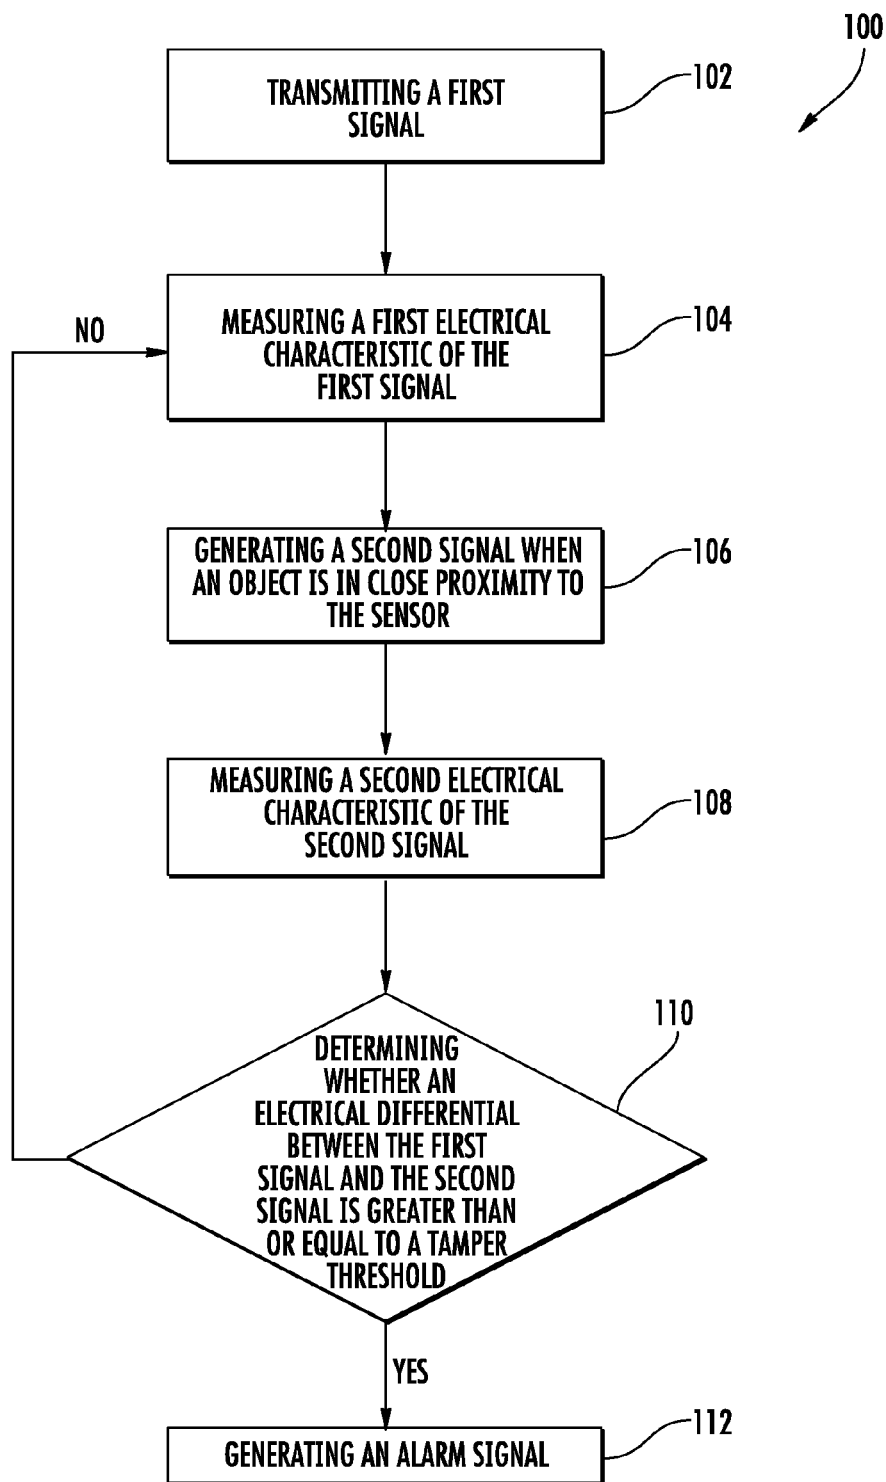 100
TRANSMITTING A FIRST
SIGNAL
102
MEASURING A FIRST ELECTRICAL
CHARACTERISTIC OF THE
FIRST SIGNAL
104
NO
GENERATING A SECOND SIGNAL WHEN
AN OBJECT IS IN CLOSE PROXIMITY TO
THE SENSOR
106
MEASURING A SECOND ELECTRICAL
CHARACTERISTIC OF THE
SECOND SIGNAL
108
DETERMINING
WHETHER AN
ELECTRICAL DIFFERENTIAL
BETWEEN THE FIRST
SIGNAL AND THE SECOND
SIGNAL IS GREATER THAN
OR EQUAL TO A TAMPER
THRESHOLD
110
YES
GENERATING AN ALARM SIGNAL
112